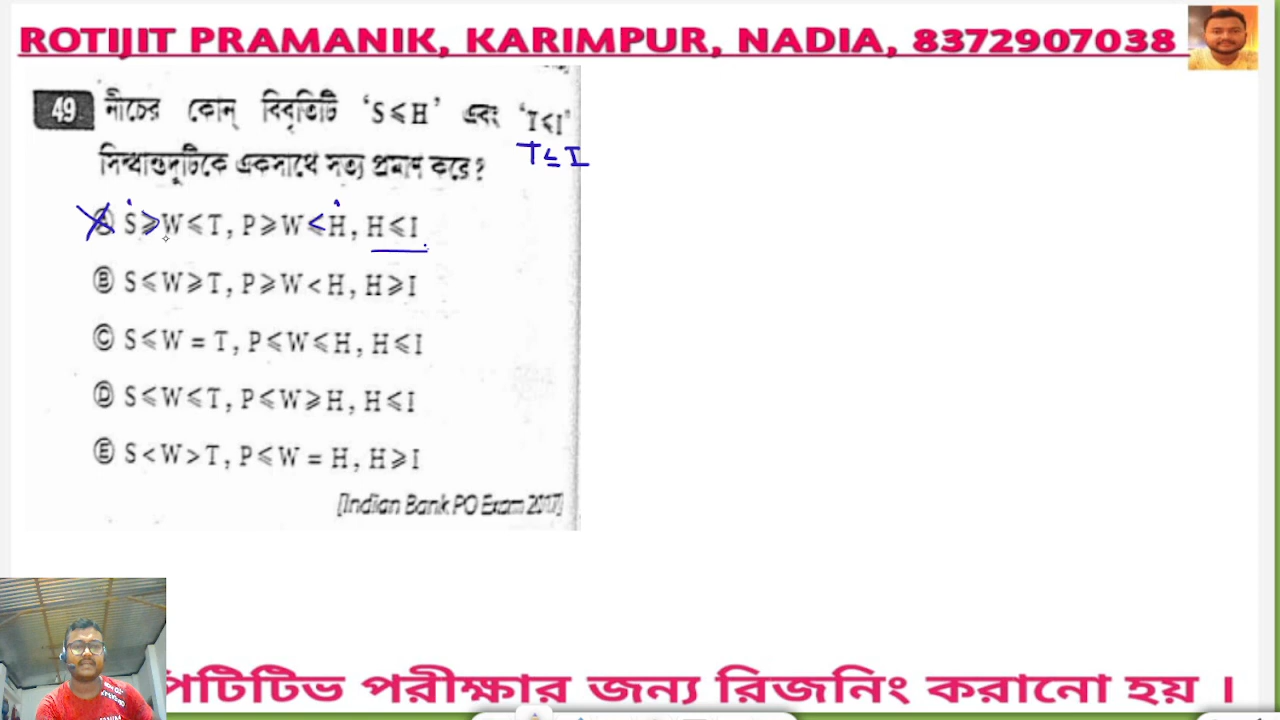 ROTIJIT PRAMANIK, KARIMPUR, NADIA, 8372907038
49 নীচের কোন্ বিবৃতিটি 'S ⩽ H' এবং 'I ⩽ I'
T ≤ I
সিদ্ধান্তদুটিকে একসাথে সত্য প্রমাণ করে?
Ⓐ S ⩾ W ⩽ T, P ⩾ W < H, H ⩽ I
Ⓑ S ⩽ W ⩾ T, P ⩾ W < H, H ⩾ I
Ⓒ S ⩽ W = T, P ⩽ W ⩽ H, H ⩽ I
Ⓓ S ⩽ W ⩽ T, P ⩽ W ⩾ H, H ⩽ I
Ⓔ S < W > T, P ⩽ W = H, H ⩾ I
[Indian Bank PO Exam 2017]
পিটিটিভ পরীক্ষার জন্য রিজনিং করানো হয় ।